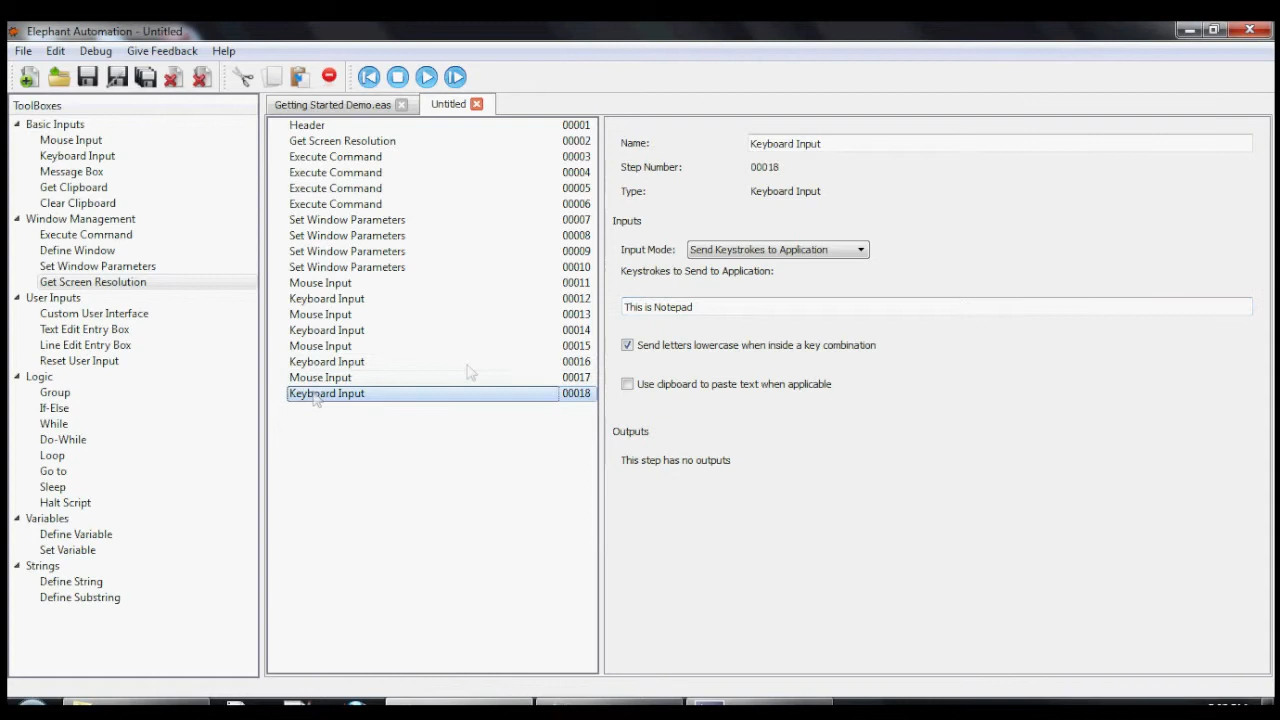 Elephant Automation - Untitled
File Edit Debug Give Feedback Help
ToolBoxes
Basic Inputs
Mouse Input
Keyboard Input
Message Box
Get Clipboard
Clear Clipboard
Window Management
Execute Command
Define Window
Set Window Parameters
Get Screen Resolution
User Inputs
Custom User Interface
Text Edit Entry Box
Line Edit Entry Box
Reset User Input
Logic
Group
If-Else
While
Do-While
Loop
Go to
Sleep
Halt Script
Variables
Define Variable
Set Variable
Strings
Define String
Define Substring
Getting Started Demo.eas Untitled
Header 00001
Get Screen Resolution 00002
Execute Command 00003
Execute Command 00004
Execute Command 00005
Execute Command 00006
Set Window Parameters 00007
Set Window Parameters 00008
Set Window Parameters 00009
Set Window Parameters 00010
Mouse Input 00011
Keyboard Input 00012
Mouse Input 00013
Keyboard Input 00014
Mouse Input 00015
Keyboard Input 00016
Mouse Input 00017
Keyboard Input 00018
Name: Keyboard Input
Step Number: 00018
Type: Keyboard Input
Inputs
Input Mode: Send Keystrokes to Application
Keystrokes to Send to Application:
This is Notepad
Send letters lowercase when inside a key combination
Use clipboard to paste text when applicable
Outputs
This step has no outputs